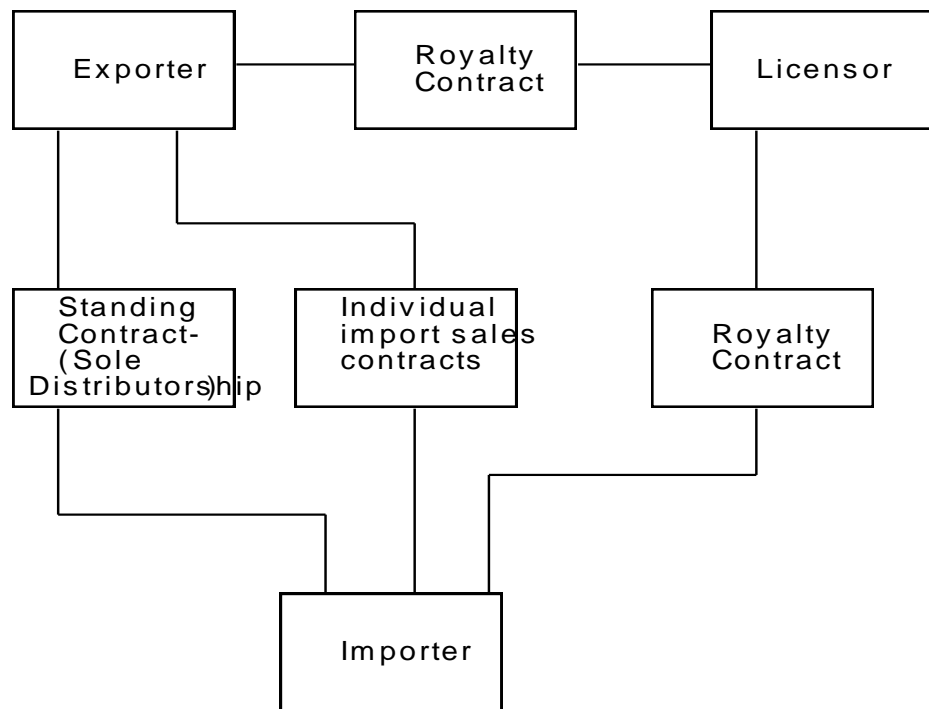 Exporter
Royalty
Contract
Licensor
Standing
Contract-
(Sole
Distributors)hip
Individual
import sales
contracts
Royalty
Contract
Importer